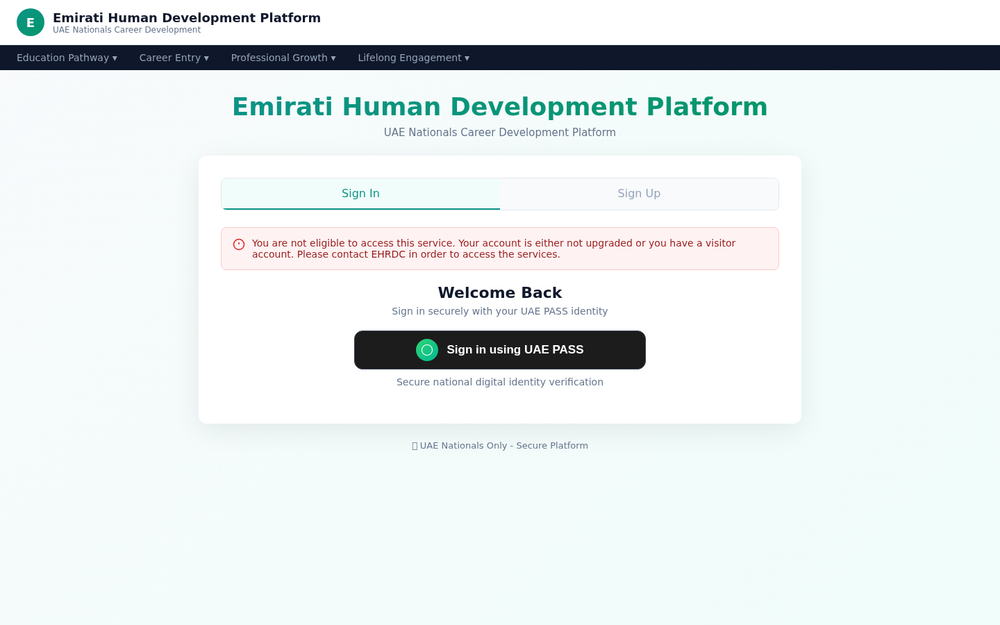 E
Emirati Human Development Platform
UAE Nationals Career Development
Education Pathway ▾
Career Entry ▾
Professional Growth ▾
Lifelong Engagement ▾
Emirati Human Development Platform
UAE Nationals Career Development Platform
Sign In
Sign Up
You are not eligible to access this service. Your account is either not upgraded or you have a visitor
account. Please contact EHRDC in order to access the services.
Welcome Back
Sign in securely with your UAE PASS identity
Sign in using UAE PASS
Secure national digital identity verification
UAE Nationals Only - Secure Platform